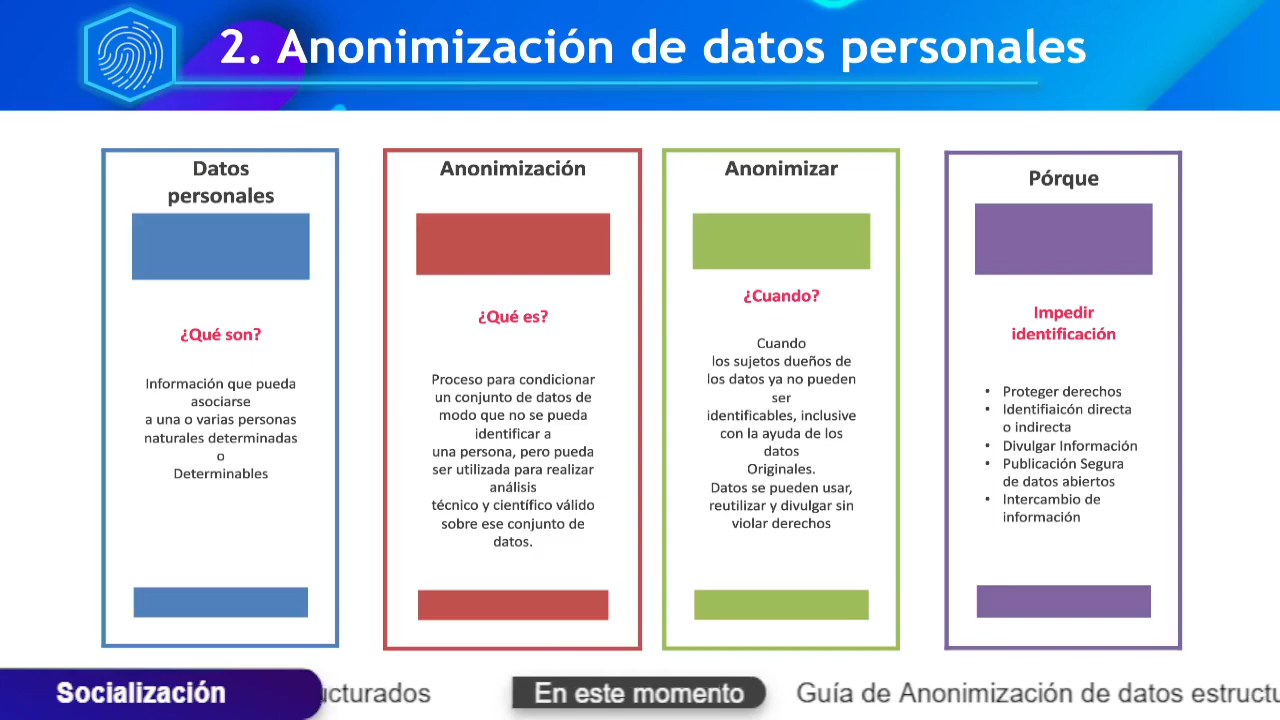 2. Anonimización de datos personales
Datos
personales
¿Qué son?
Información que pueda
asociarse
a una o varias personas
naturales determinadas
o
Determinables
Anonimización
¿Qué es?
Proceso para condicionar
un conjunto de datos de
modo que no se pueda
identificar a
una persona, pero pueda
ser utilizada para realizar
análisis
técnico y científico válido
sobre ese conjunto de
datos.
Anonimizar
¿Cuando?
Cuando
los sujetos dueños de
los datos ya no pueden
ser
identificables, inclusive
con la ayuda de los
datos
Originales.
Datos se pueden usar,
reutilizar y divulgar sin
violar derechos
Pórque
Impedir
identificación
• Proteger derechos
• Identifiaicón directa
o indirecta
• Divulgar Información
• Publicación Segura
de datos abiertos
• Intercambio de
información
Socialización
ucturados
En este momento
Guía de Anonimización de datos estructu